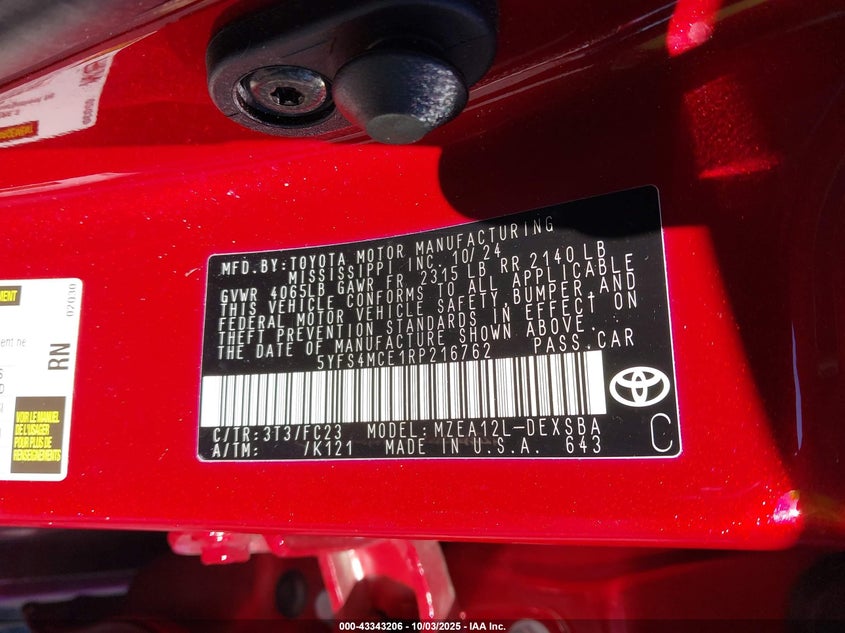 MFD. BY: TOYOTA MOTOR MANUFACTURING
MISSISSIPPI INC. 10/24
GVWR 4065LB GAWR FR 2315 LB RR 2140 LB
THIS VEHICLE CONFORMS TO ALL APPLICABLE
FEDERAL MOTOR VEHICLE SAFETY, BUMPER AND
THEFT PREVENTION STANDARDS IN EFFECT ON
THE DATE OF MANUFACTURE SHOWN ABOVE.
5YFS4MCE1RP216762 PASS. CAR
C/TR: 3T3/FC23 MODEL: MZEA12L-DEXSBA
A/TM: /K121 MADE IN U.S.A. 643
C
02030
RN
VOIR LE MANUEL
DE L'USAGER
POUR PLUS DE
RENSEIGNEMENTS
000-43343206 - 10/03/2025 - IAA Inc.